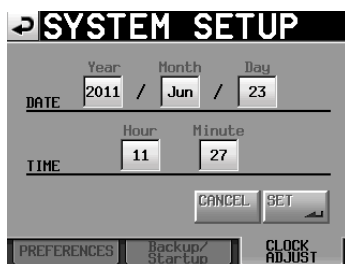 SYSTEM SETUP
Year Month Day
DATE 2011 / Jun / 23
Hour Minute
TIME 11 27
CANCEL SET
PREFERENCES Backup/ Startup CLOCK ADJUST